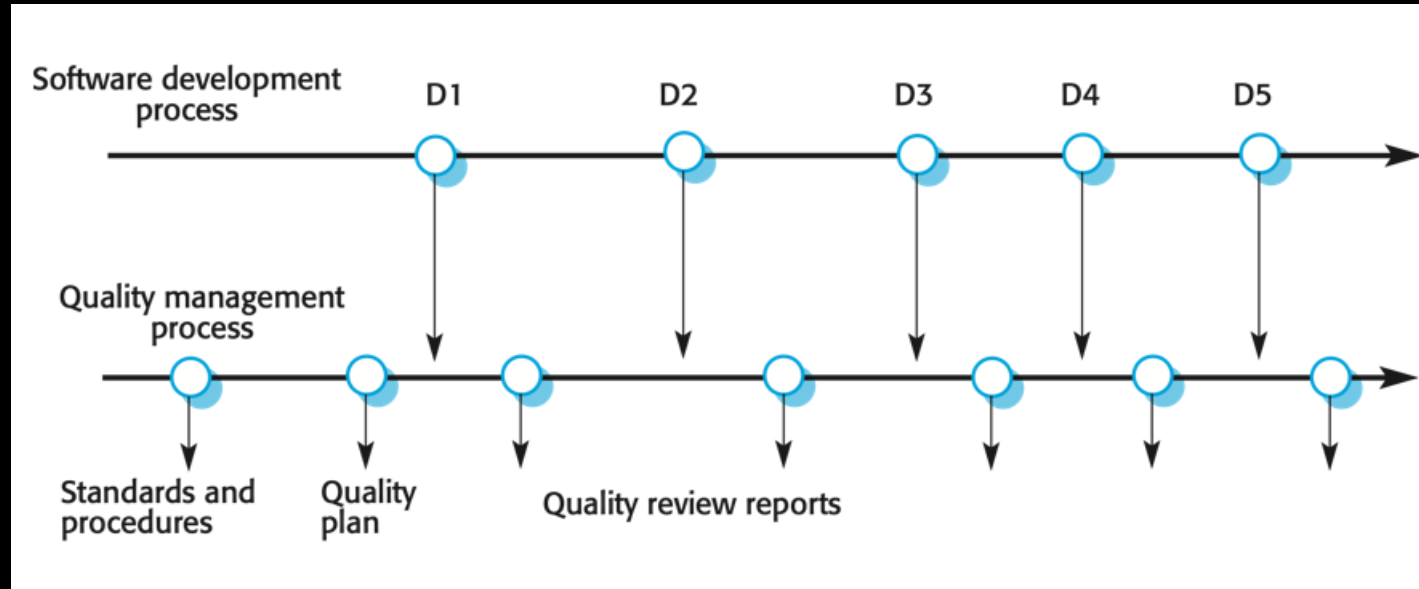 Software development
process
D1
D2
D3
D4
D5
Quality management
process
Standards and
procedures
Quality
plan
Quality review reports